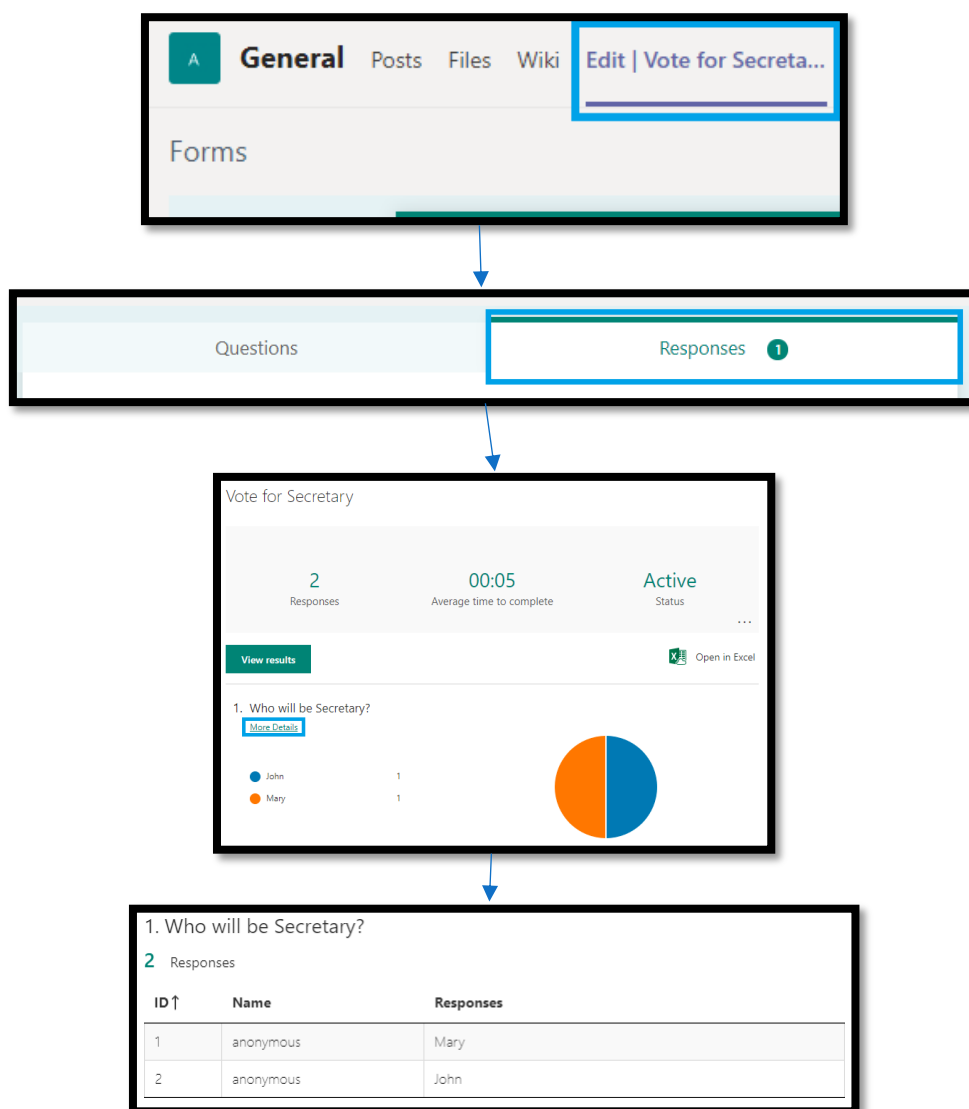 A General Posts Files Wiki Edit | Vote for Secreta...
Forms
Questions Responses 1
Vote for Secretary
2 00:05 Active
Responses Average time to complete Status
...
View results Open in Excel
1. Who will be Secretary?
More Details
John 1
Mary 1
1. Who will be Secretary?
2 Responses
ID↑ Name Responses
1 anonymous Mary
2 anonymous John